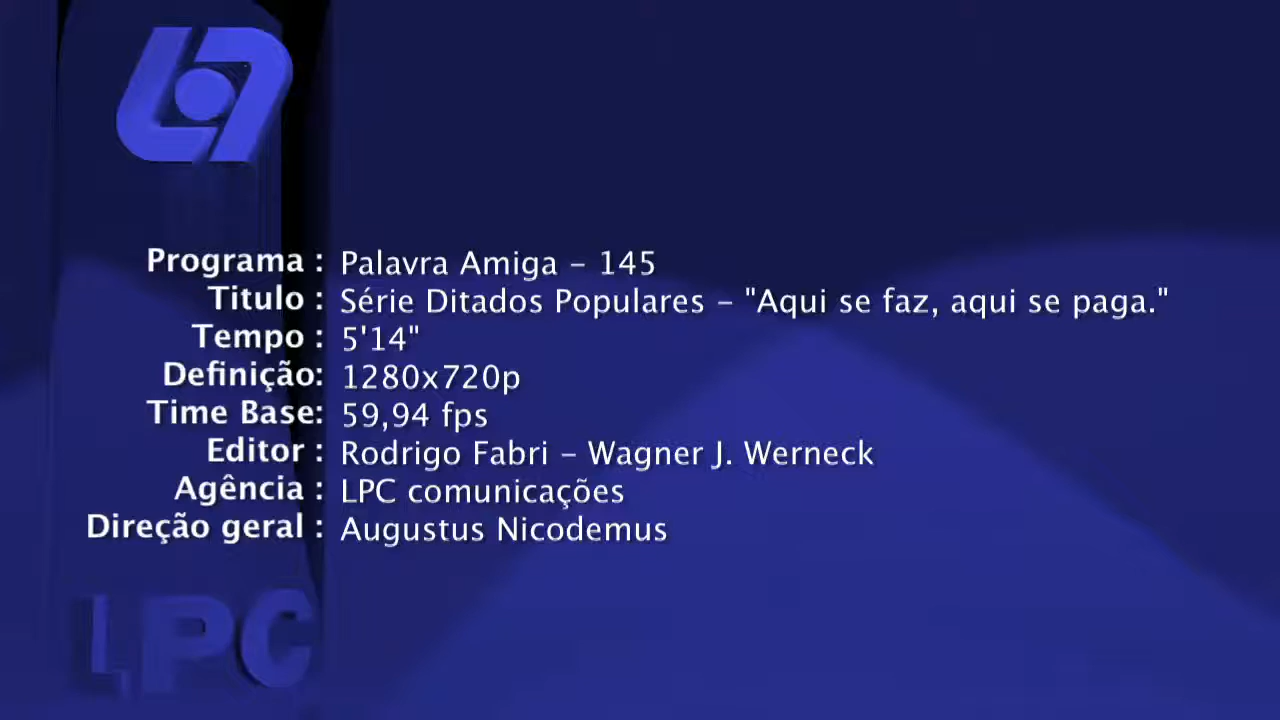 Programa : Palavra Amiga – 145
Titulo : Série Ditados Populares – "Aqui se faz, aqui se paga."
Tempo : 5'14"
Definição: 1280x720p
Time Base: 59,94 fps
Editor : Rodrigo Fabri – Wagner J. Werneck
Agência : LPC comunicações
Direção geral : Augustus Nicodemus
LPC